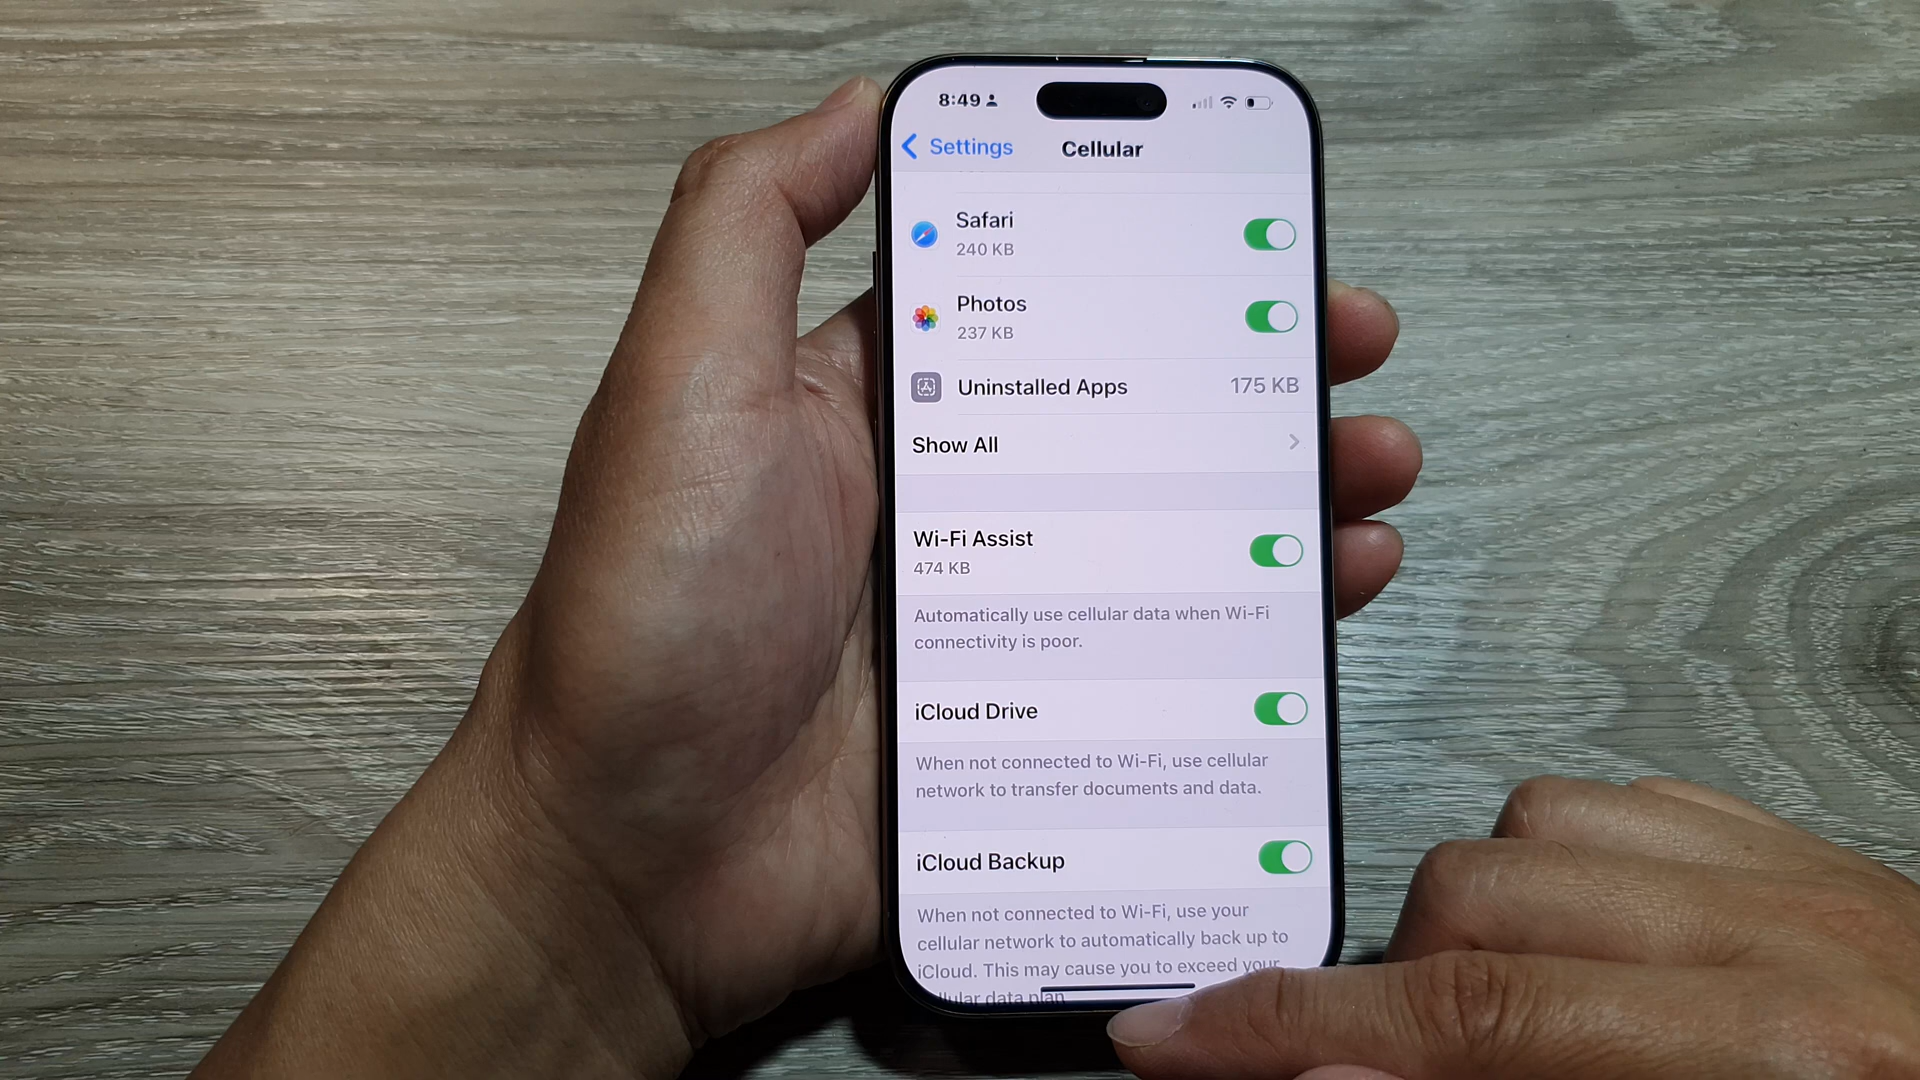 8:49
Settings
Cellular
Safari
240 KB
Photos
237 KB
Uninstalled Apps
175 KB
Show All
Wi-Fi Assist
474 KB
Automatically use cellular data when Wi-Fi
connectivity is poor.
iCloud Drive
When not connected to Wi-Fi, use cellular
network to transfer documents and data.
iCloud Backup
When not connected to Wi-Fi, use your
cellular network to automatically back up to
iCloud. This may cause you to exceed your
data plan